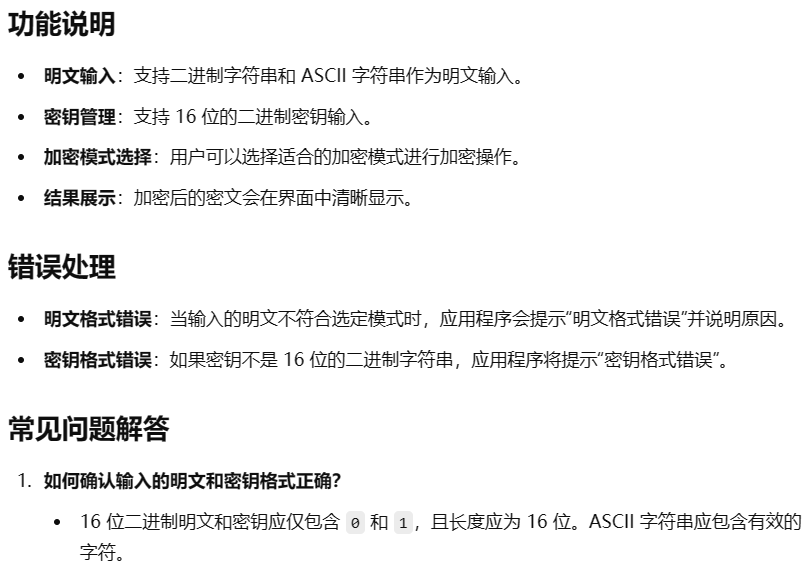 功能说明
• 明文输入：支持二进制字符串和 ASCII 字符串作为明文输入。
• 密钥管理：支持 16 位的二进制密钥输入。
• 加密模式选择：用户可以选择适合的加密模式进行加密操作。
• 结果展示：加密后的密文会在界面中清晰显示。
错误处理
• 明文格式错误：当输入的明文不符合选定模式时，应用程序会提示“明文格式错误”并说明原因。
• 密钥格式错误：如果密钥不是 16 位的二进制字符串，应用程序将提示“密钥格式错误”。
常见问题解答
1. 如何确认输入的明文和密钥格式正确？
• 16 位二进制明文和密钥应仅包含 0 和 1，且长度应为 16 位。ASCII 字符串应包含有效的
字符。